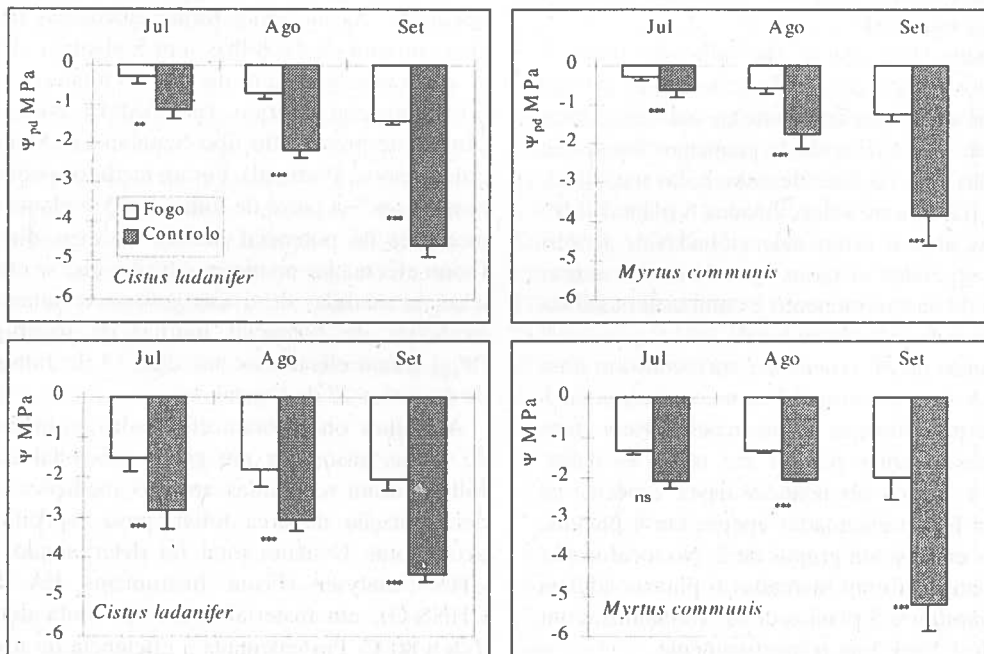 Jul Ago Set
0
-1
-2
-3
-4
-5
-6
Ψpd MPa
**
***
***
Fogo
Controlo
Cistus ladanifer
Jul Ago Set
0
-1
-2
-3
-4
-5
-6
Ψpd MPa
**
***
***
Myrtus communis
Jul Ago Set
0
-1
-2
-3
-4
-5
-6
Ψ MPa
**
***
***
Cistus ladanifer
Jul Ago Set
0
-1
-2
-3
-4
-5
-6
Ψ MPa
ns
***
***
Myrtus communis